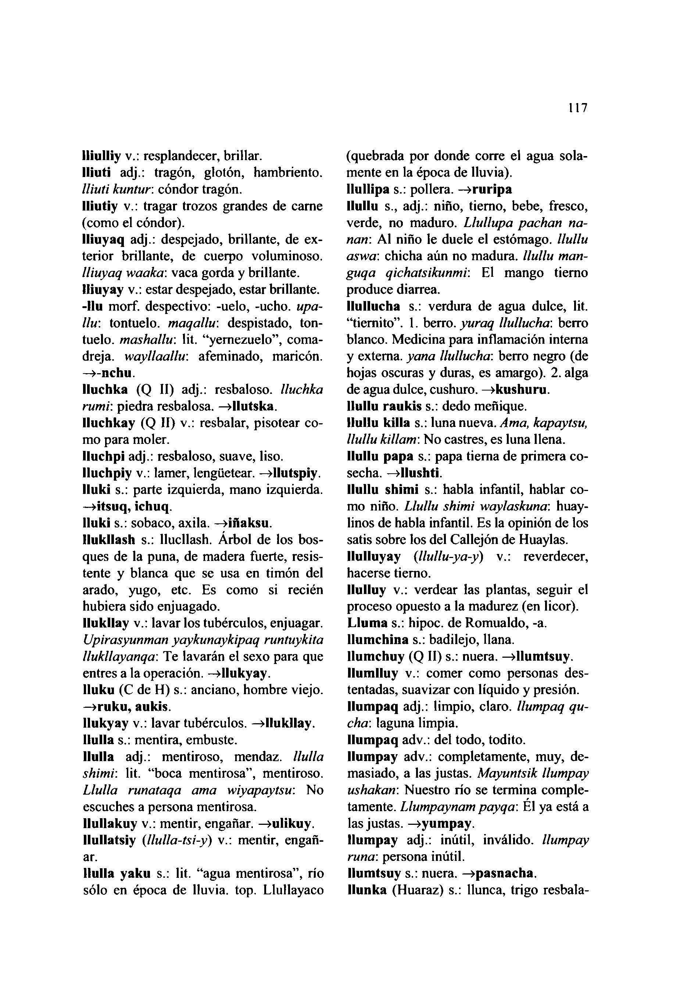 117
lliulliy v.: resplandecer, brillar.
lliuti adj.: tragón, glotón, hambriento.
lliuti kuntur: cóndor tragón.
lliutiy v.: tragar trozos grandes de carne
(como el cóndor).
lliuyaq adj.: despejado, brillante, de ex-
terior brillante, de cuerpo voluminoso.
lliuyaq waaka: vaca gorda y brillante.
lliuyay v.: estar despejado, estar brillante.
-llu morf. despectivo: -uelo, -ucho. upa-
llu: tontuelo. maqallu: despistado, ton-
tuelo. mashallu: lit. “yernezuelo”, coma-
dreja. wayllaallu: afeminado, maricón.
→-nchu.
lluchka (Q II) adj.: resbaloso. lluchka
rumi: piedra resbalosa. →llutska.
lluchkay (Q II) v.: resbalar, pisotear co-
mo para moler.
lluchpi adj.: resbaloso, suave, liso.
lluchpiy v.: lamer, lengüetear. →llutspiy.
lluki s.: parte izquierda, mano izquierda.
→itsuq, ichuq.
lluki s.: sobaco, axila. →iñaksu.
llukllash s.: llucllash. Árbol de los bos-
ques de la puna, de madera fuerte, resis-
tente y blanca que se usa en timón del
arado, yugo, etc. Es como si recién
hubiera sido enjuagado.
llukllay v.: lavar los tubérculos, enjuagar.
Upirasyunman yaykunaykipaq runtuykita
llukllayanqa: Te lavarán el sexo para que
entres a la operación. →llukyay.
lluku (C de H) s.: anciano, hombre viejo.
→ruku, aukis.
llukyay v.: lavar tubérculos. →llukllay.
llulla s.: mentira, embuste.
llulla adj.: mentiroso, mendaz. llulla
shimi: lit. “boca mentirosa”, mentiroso.
Llulla runataqa ama wiyapaytsu: No
escuches a persona mentirosa.
llullakuy v.: mentir, engañar. →ulikuy.
llullatsiy (llulla-tsi-y) v.: mentir, engañ-
ar.
llulla yaku s.: lit. “agua mentirosa”, río
sólo en época de lluvia. top. Llullayaco
(quebrada por donde corre el agua sola-
mente en la época de lluvia).
llullipa s.: pollera. →ruripa
llullu s., adj.: niño, tierno, bebe, fresco,
verde, no maduro. Llullupa pachan na-
nan: Al niño le duele el estómago. llullu
aswa: chicha aún no madura. llullu man-
guqa qichatsikunmi: El mango tierno
produce diarrea.
llullucha s.: verdura de agua dulce, lit.
“tiernito”. 1. berro. yuraq llullucha: berro
blanco. Medicina para inflamación interna
y externa. yana llullucha: berro negro (de
hojas oscuras y duras, es amargo). 2. alga
de agua dulce, cushuro. →kushuru.
llullu raukis s.: dedo meñique.
llullu killa s.: luna nueva. Ama, kapaytsu,
llullu killam: No castres, es luna llena.
llullu papa s.: papa tierna de primera co-
secha. →llushti.
llullu shimi s.: habla infantil, hablar co-
mo niño. Llullu shimi waylaskuna: huay-
linos de habla infantil. Es la opinión de los
satis sobre los del Callejón de Huaylas.
llulluyay (llullu-ya-y) v.: reverdecer,
hacerse tierno.
llulluy v.: verdear las plantas, seguir el
proceso opuesto a la madurez (en licor).
Lluma s.: hipoc. de Romualdo, -a.
llumchina s.: badilejo, llana.
llumchuy (Q II) s.: nuera. →llumtsuy.
llumlluy v.: comer como personas des-
tentadas, suavizar con líquido y presión.
llumpaq adj.: limpio, claro. llumpaq qu-
cha: laguna limpia.
llumpaq adv.: del todo, todito.
llumpay adv.: completamente, muy, de-
masiado, a las justas. Mayuntsik llumpay
ushakan: Nuestro río se termina comple-
tamente. Llumpaynam payqa: Él ya está a
las justas. →yumpay.
llumpay adj.: inútil, inválido. llumpay
runa: persona inútil.
llumtsuy s.: nuera. →pasnacha.
llunka (Huaraz) s.: llunca, trigo resbala-